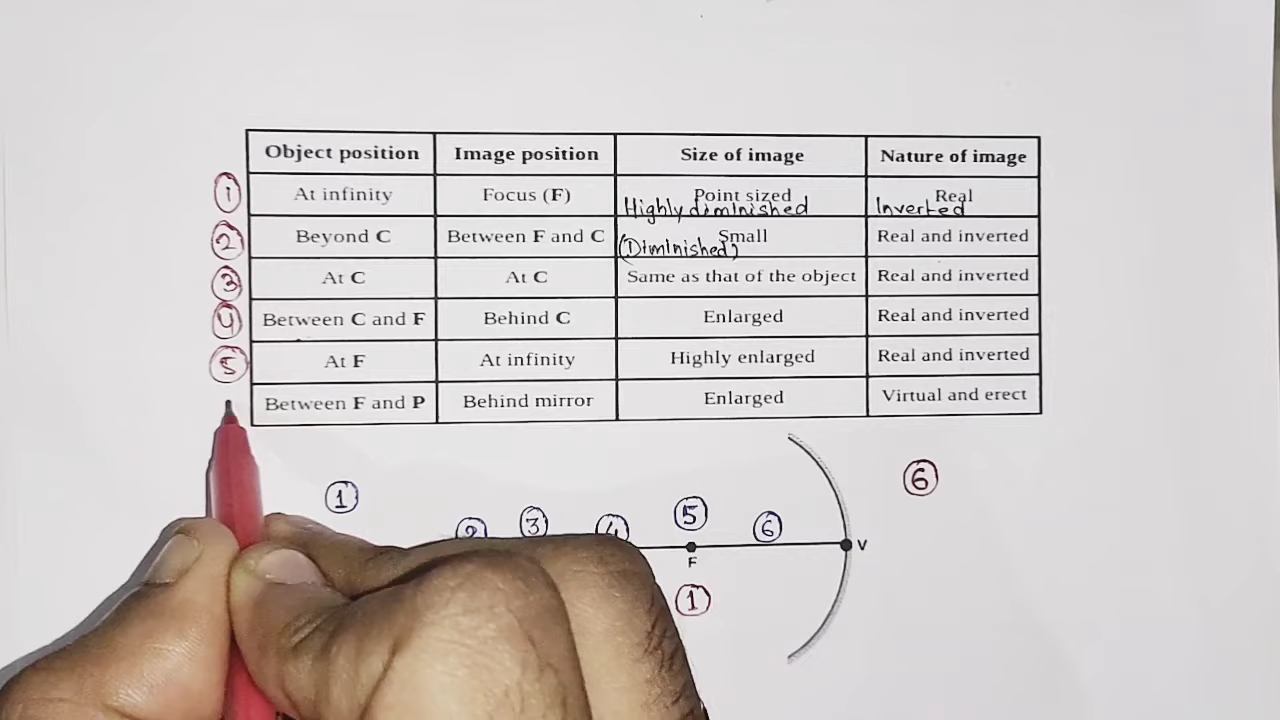 Object position Image position Size of image Nature of image
① At infinity Focus (F) Point sized Real
Highly diminished Inverted
② Beyond C Between F and C Small Real and inverted
(Diminished)
③ At C At C Same as that of the object Real and inverted
④ Between C and F Behind C Enlarged Real and inverted
⑤ At F At infinity Highly enlarged Real and inverted
Between F and P Behind mirror Enlarged Virtual and erect
① ⑥
② ③ ④ ⑤ ⑥
F V
①